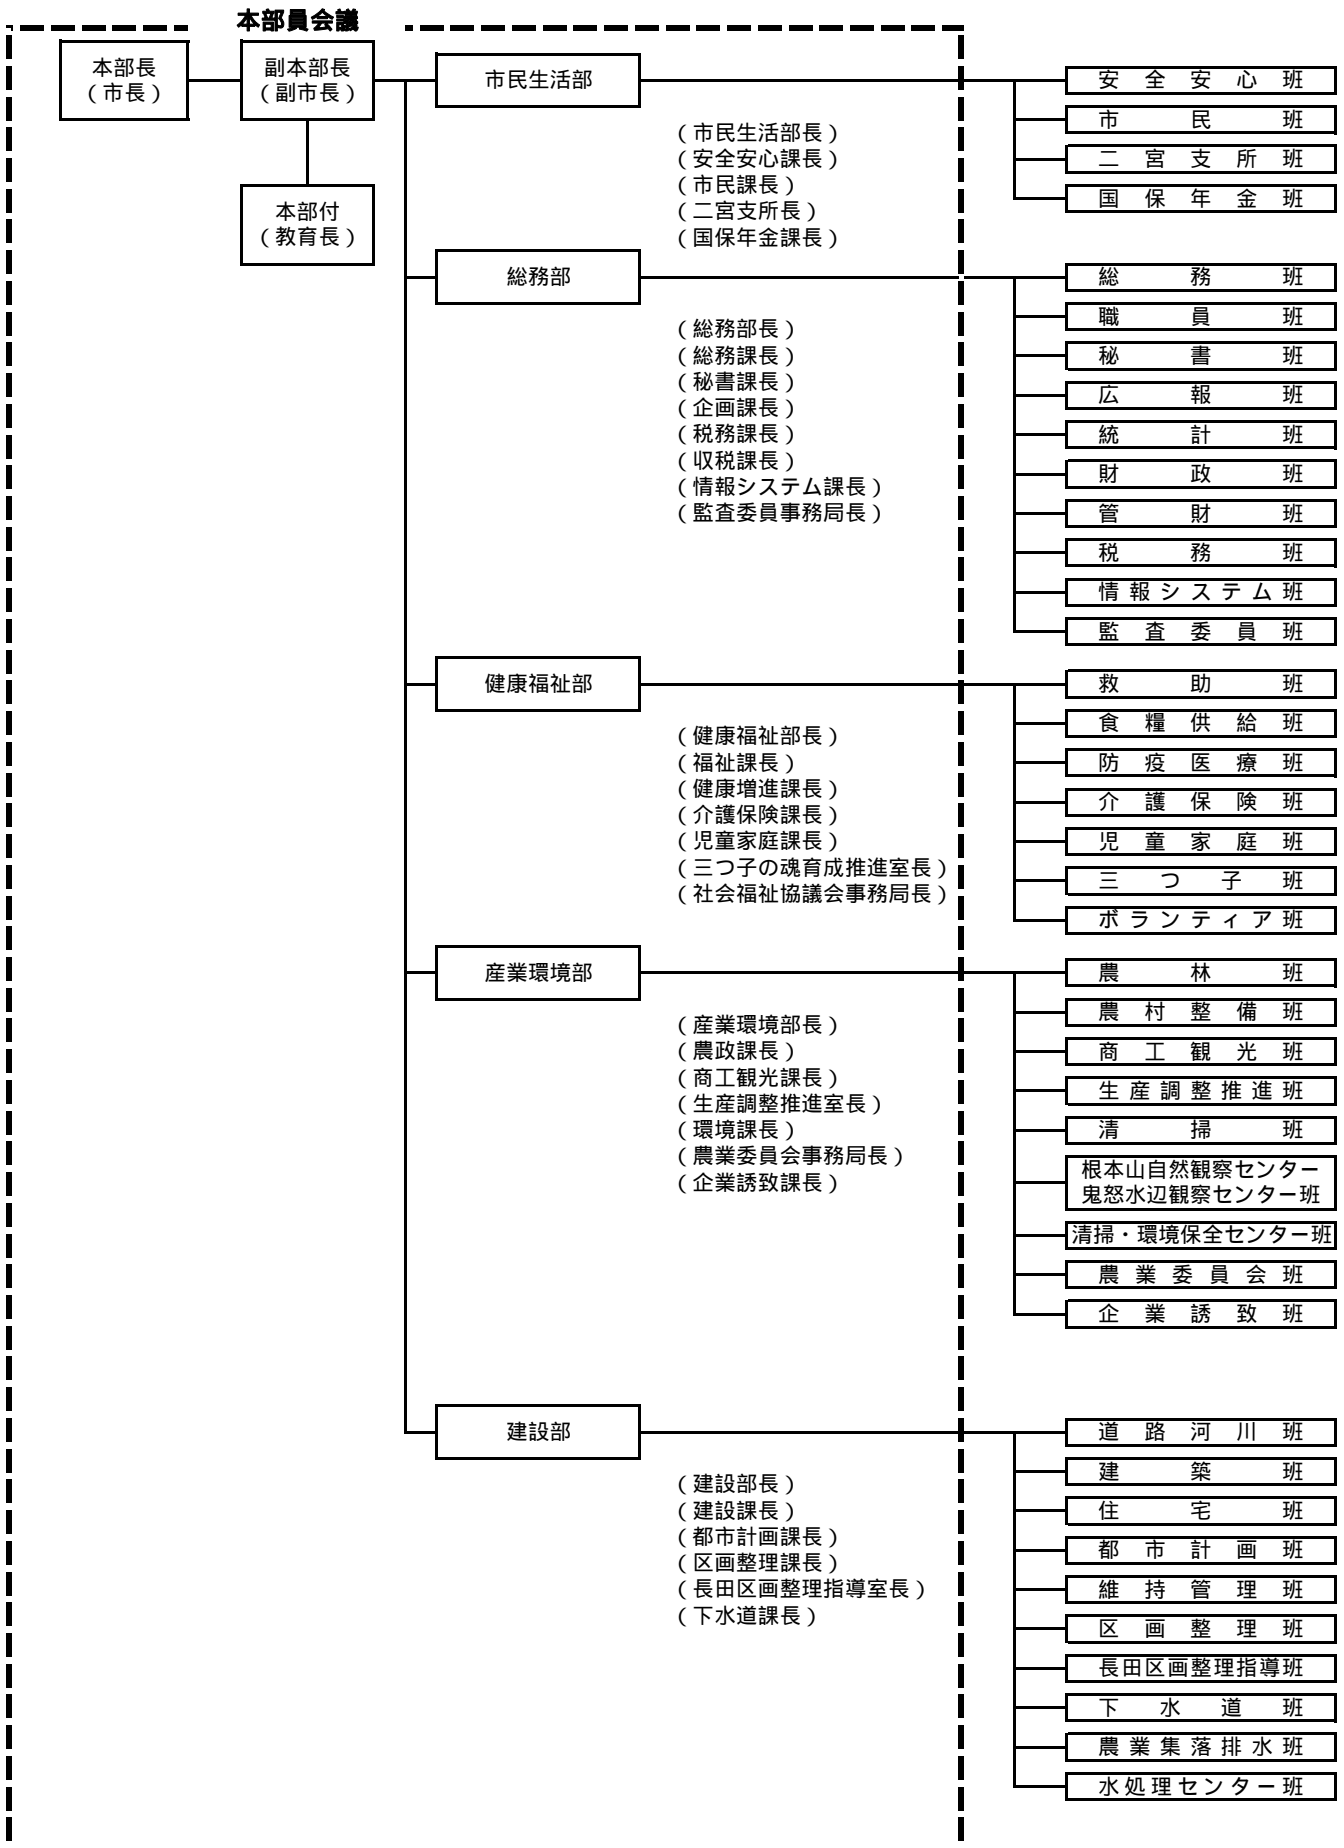 本部員会議
本部長
（市長）
副本部長
（副市長）
本部付
（教育長）
市民生活部
（市民生活部長）
（安全安心課長）
（市民課長）
（二宮支所長）
（国保年金課長）
安全安心班
市民班
二宮支所班
国保年金班
総務部
（総務部長）
（総務課長）
（秘書課長）
（企画課長）
（税務課長）
（収税課長）
（情報システム課長）
（監査委員事務局長）
総務班
職員班
秘書班
広報班
統計班
財政班
管財班
税務班
情報システム班
監査委員班
健康福祉部
（健康福祉部長）
（福祉課長）
（健康増進課長）
（介護保険課長）
（児童家庭課長）
（三つ子の魂育成推進室長）
（社会福祉協議会事務局長）
救助班
食糧供給班
防疫医療班
介護保険班
児童家庭班
三つ子班
ボランティア班
産業環境部
（産業環境部長）
（農政課長）
（商工観光課長）
（生産調整推進室長）
（環境課長）
（農業委員会事務局長）
（企業誘致課長）
農林班
農村整備班
商工観光班
生産調整推進班
清掃班
根本山自然観察センター
鬼怒水辺観察センター班
清掃・環境保全センター班
農業委員会班
企業誘致班
建設部
（建設部長）
（建設課長）
（都市計画課長）
（区画整理課長）
（長田区画整理指導室長）
（下水道課長）
道路河川班
建築班
住宅班
都市計画班
維持管理班
区画整理班
長田区画整理指導班
下水道班
農業集落排水班
水処理センター班